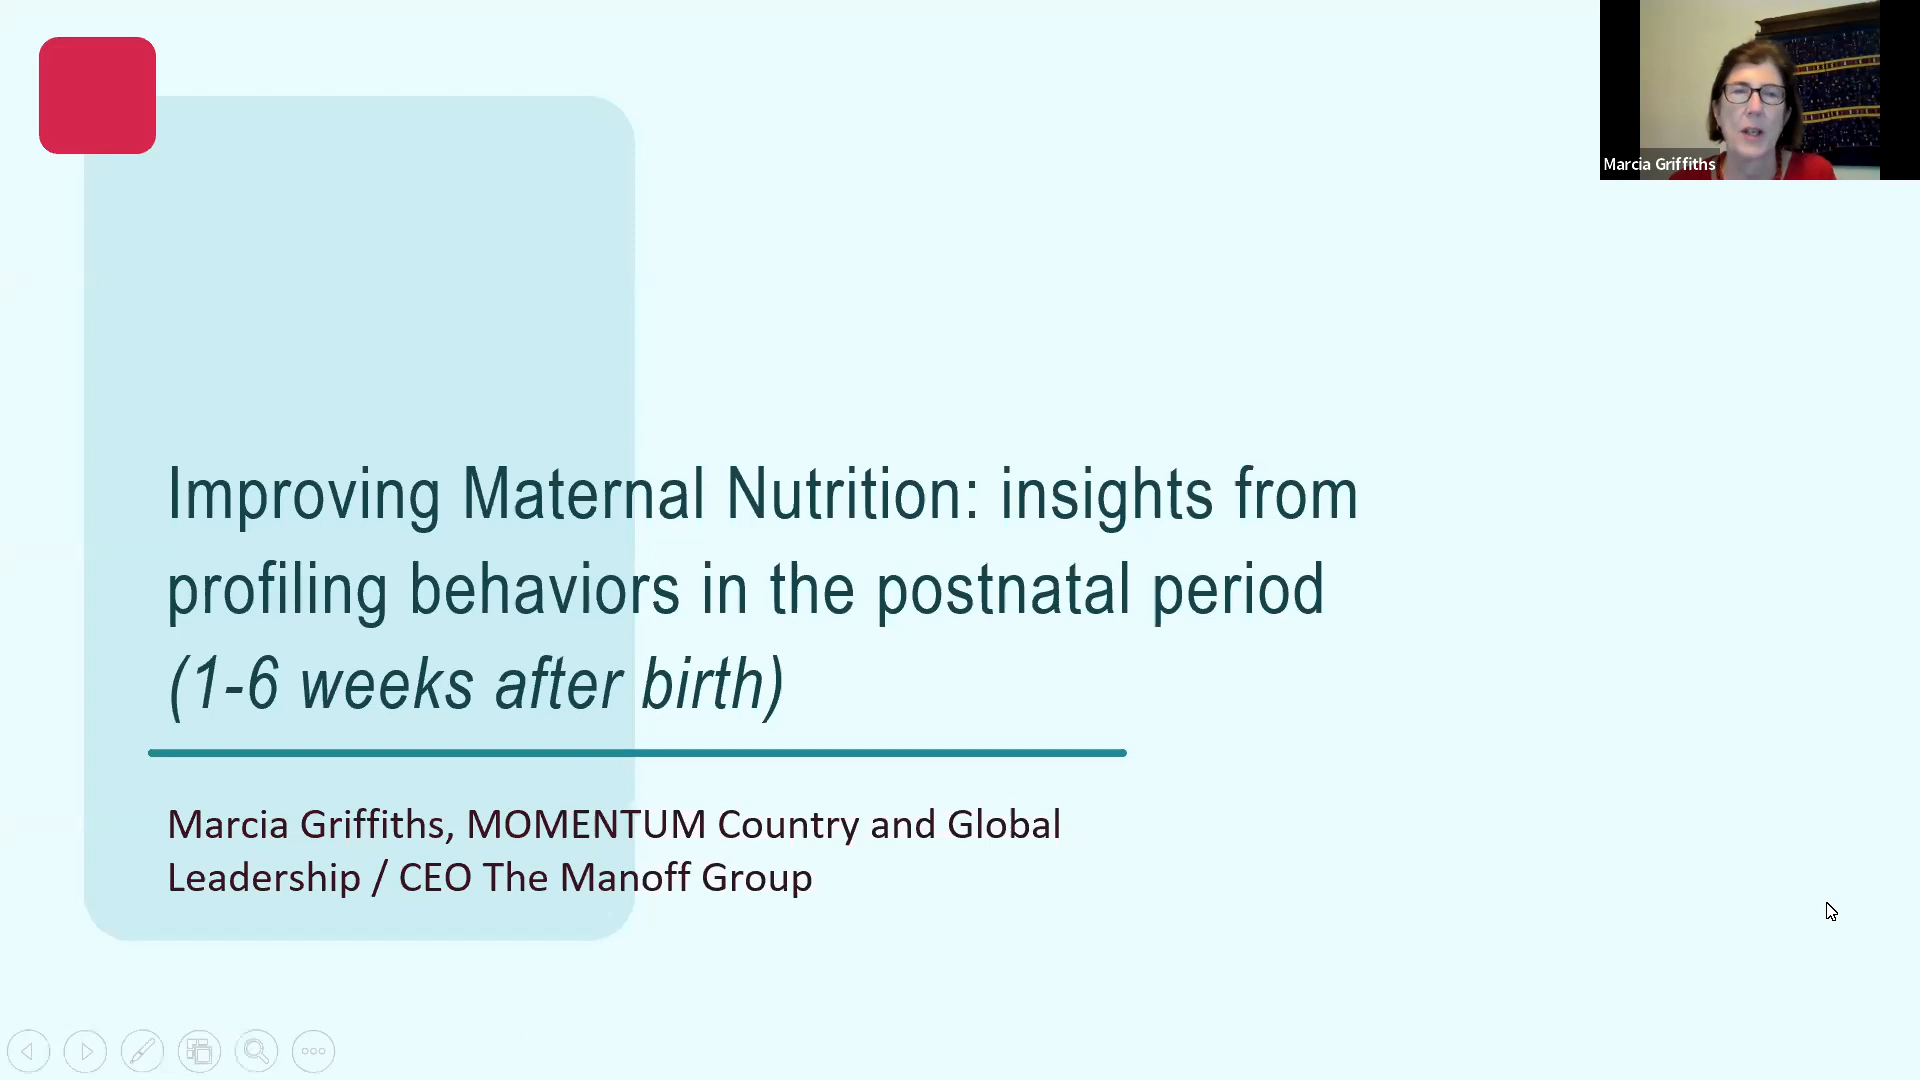 Marcia Griffiths
Improving Maternal Nutrition: insights from
profiling behaviors in the postnatal period
(1-6 weeks after birth)
Marcia Griffiths, MOMENTUM Country and Global
Leadership / CEO The Manoff Group